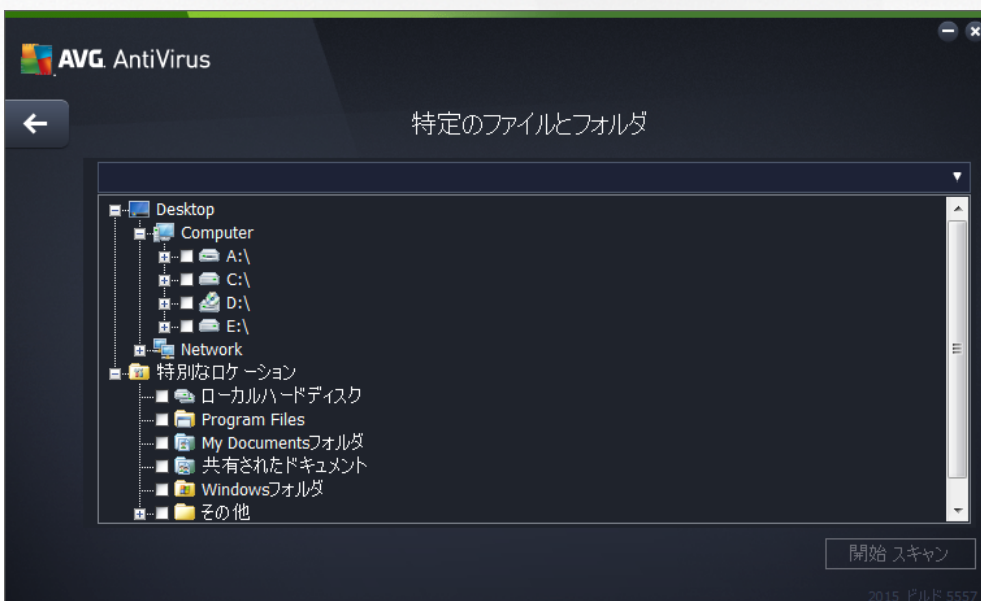 AVG. AntiVirus
特定のファイルとフォルダ
Desktop
Computer
A:\
C:\
D:\
E:\
Network
特別なロケーション
ローカルハードディスク
Program Files
My Documentsフォルダ
共有されたドキュメント
Windowsフォルダ
その他
開始 スキャン
2015 ビルド 5557